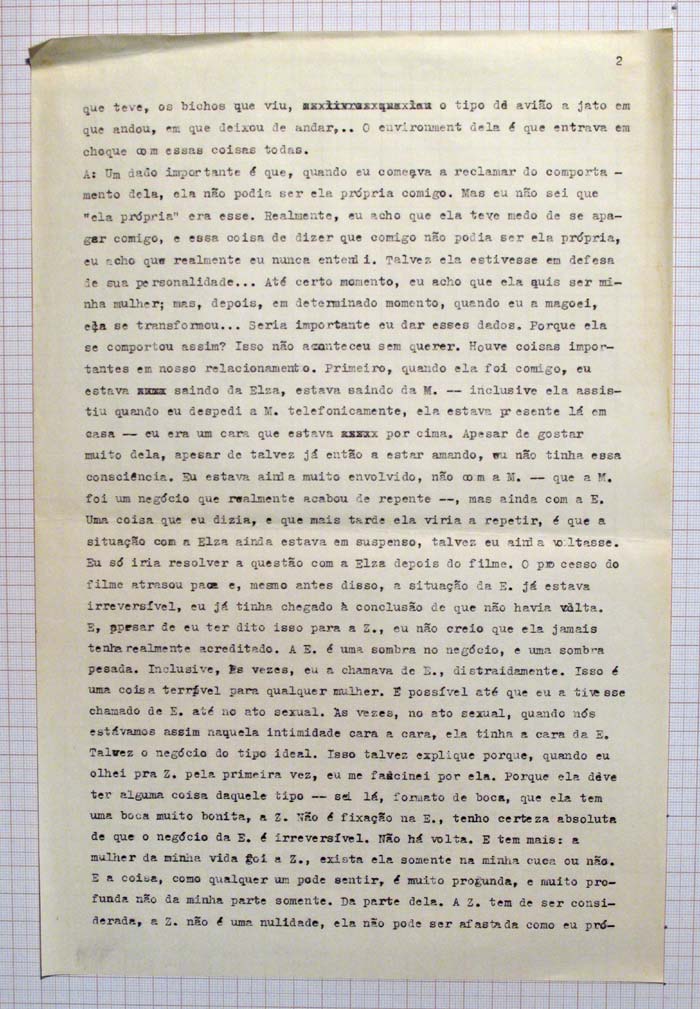 2
que teve, os bichos que viu, o tipo de avião a jato em
que andou, em que deixou de andar,.. O environment dela é que entrava em
choque com essas coisas todas.
A: Um dado importante é que, quando eu começva a reclamar do comporta -
mento dela, ela não podia ser ela própria comigo. Mas eu não sei que
"ela própria" era esse. Realmente, eu acho que ela teve medo de se apa-
gar comigo, e essa coisa de dizer que comigo não podia ser ela própria,
eu acho que realmente eu nunca entendi. Talvez ela estivesse em defesa
de sua personalidade... Até certo momento, eu acho que ela quis ser mi-
nha mulher; mas, depois, em determinado momento, quando eu a magoei,
ela se transformou... Seria importante eu dar esses dados. Porque ela
se comportou assim? Isso não aconteceu sem querer. Houve coisas impor-
tantes em nosso relacionamento. Primeiro, quando ela foi comigo, eu
estava xxxx saindo da Elza, estava saindo da M. -- inclusive ela assis-
tiu quando eu despedi a M. telefonicamente, ela estava presente lá em
casa -- eu era um cara que estava xxxxx por cima. Apesar de gostar
muito dela, apesar de talvez já então a estar amando, eu não tinha essa
consciência. Eu estava ainda muito envolvido, não com a M. -- que a M.
foi um negócio que realmente acabou de repente --, mas ainda com a E.
Uma coisa que eu dizia, e que mais tarde ela viria a repetir, é que a
situação com a Elza ainda estava em suspenso, talvez eu ainda voltasse.
Eu só iria resolver a questão com a Elza depois do filme. O processo do
filme atrasou paca e, mesmo antes disso, a situação da E. já estava
irreversível, eu já tinha chegado à conclusão de que não havia volta.
E, apesar de eu ter dito isso para a Z., eu não creio que ela jamais
tenha realmente acreditado. A E. é uma sombra no negócio, e uma sombra
pesada. Inclusive, às vezes, eu a chamava de E., distraidamente. Isso é
uma coisa terrível para qualquer mulher. É possível até que eu a tivesse
chamado de E. até no ato sexual. As vezes, no ato sexual, quando nós
estávamos assim naquela intimidade cara a cara, ela tinha a cara da E.
Talvez o negócio do tipo ideal. Isso talvez explique porque, quando eu
olhei pra Z. pela primeira vez, eu me fascinei por ela. Porque ela deve
ter alguma coisa daquele tipo -- sei lá, formato de boca, que ela tem
uma boca muito bonita, a Z. Não é fixação na E., tenho certeza absoluta
de que o negócio da E. é irreversível. Não há volta. E tem mais: a
mulher da minha vida foi a Z., exista ela somente na minha cuca ou não.
E a coisa, como qualquer um pode sentir, é muito profunda, e muito pro-
funda não da minha parte somente. Da parte dela. A Z. tem de ser consi-
derada, a Z. não é uma nulidade, ela não pode ser afastada como eu pró-